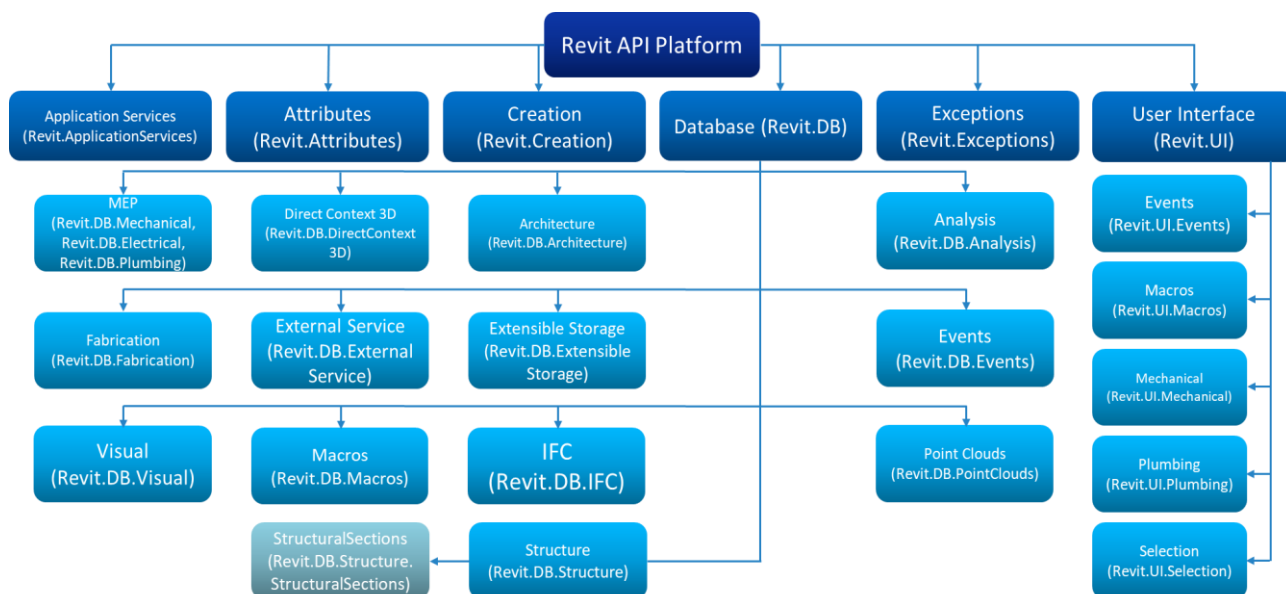 Revit API Platform
Application Services
(Revit.ApplicationServices)
Attributes
(Revit.Attributes)
Creation
(Revit.Creation)
Database (Revit.DB)
Exceptions
(Revit.Exceptions)
User Interface
(Revit.UI)
MEP
(Revit.DB.Mechanical,
Revit.DB.Electrical,
Revit.DB.Plumbing)
Direct Context 3D
(Revit.DB.DirectContext
3D)
Architecture
(Revit.DB.Architecture)
Analysis
(Revit.DB.Analysis)
Events
(Revit.UI.Events)
Macros
(Revit.UI.Macros)
Fabrication
(Revit.DB.Fabrication)
External Service
(Revit.DB.External
Service)
Extensible Storage
(Revit.DB.Extensible
Storage)
Events
(Revit.DB.Events)
Mechanical
(Revit.UI.Mechanical)
Visual
(Revit.DB.Visual)
Macros
(Revit.DB.Macros)
IFC
(Revit.DB.IFC)
Point Clouds
(Revit.DB.PointClouds)
Plumbing
(Revit.UI.Plumbing)
StructuralSections
(Revit.DB.Structure.
StructuralSections)
Structure
(Revit.DB.Structure)
Selection
(Revit.UI.Selection)